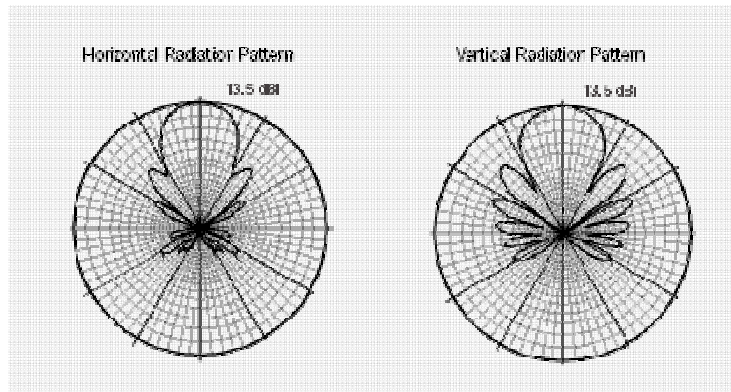 Horizontal Radiation Pattern
13.5 dBi
Vertical Radiation Pattern
13.5 dBi